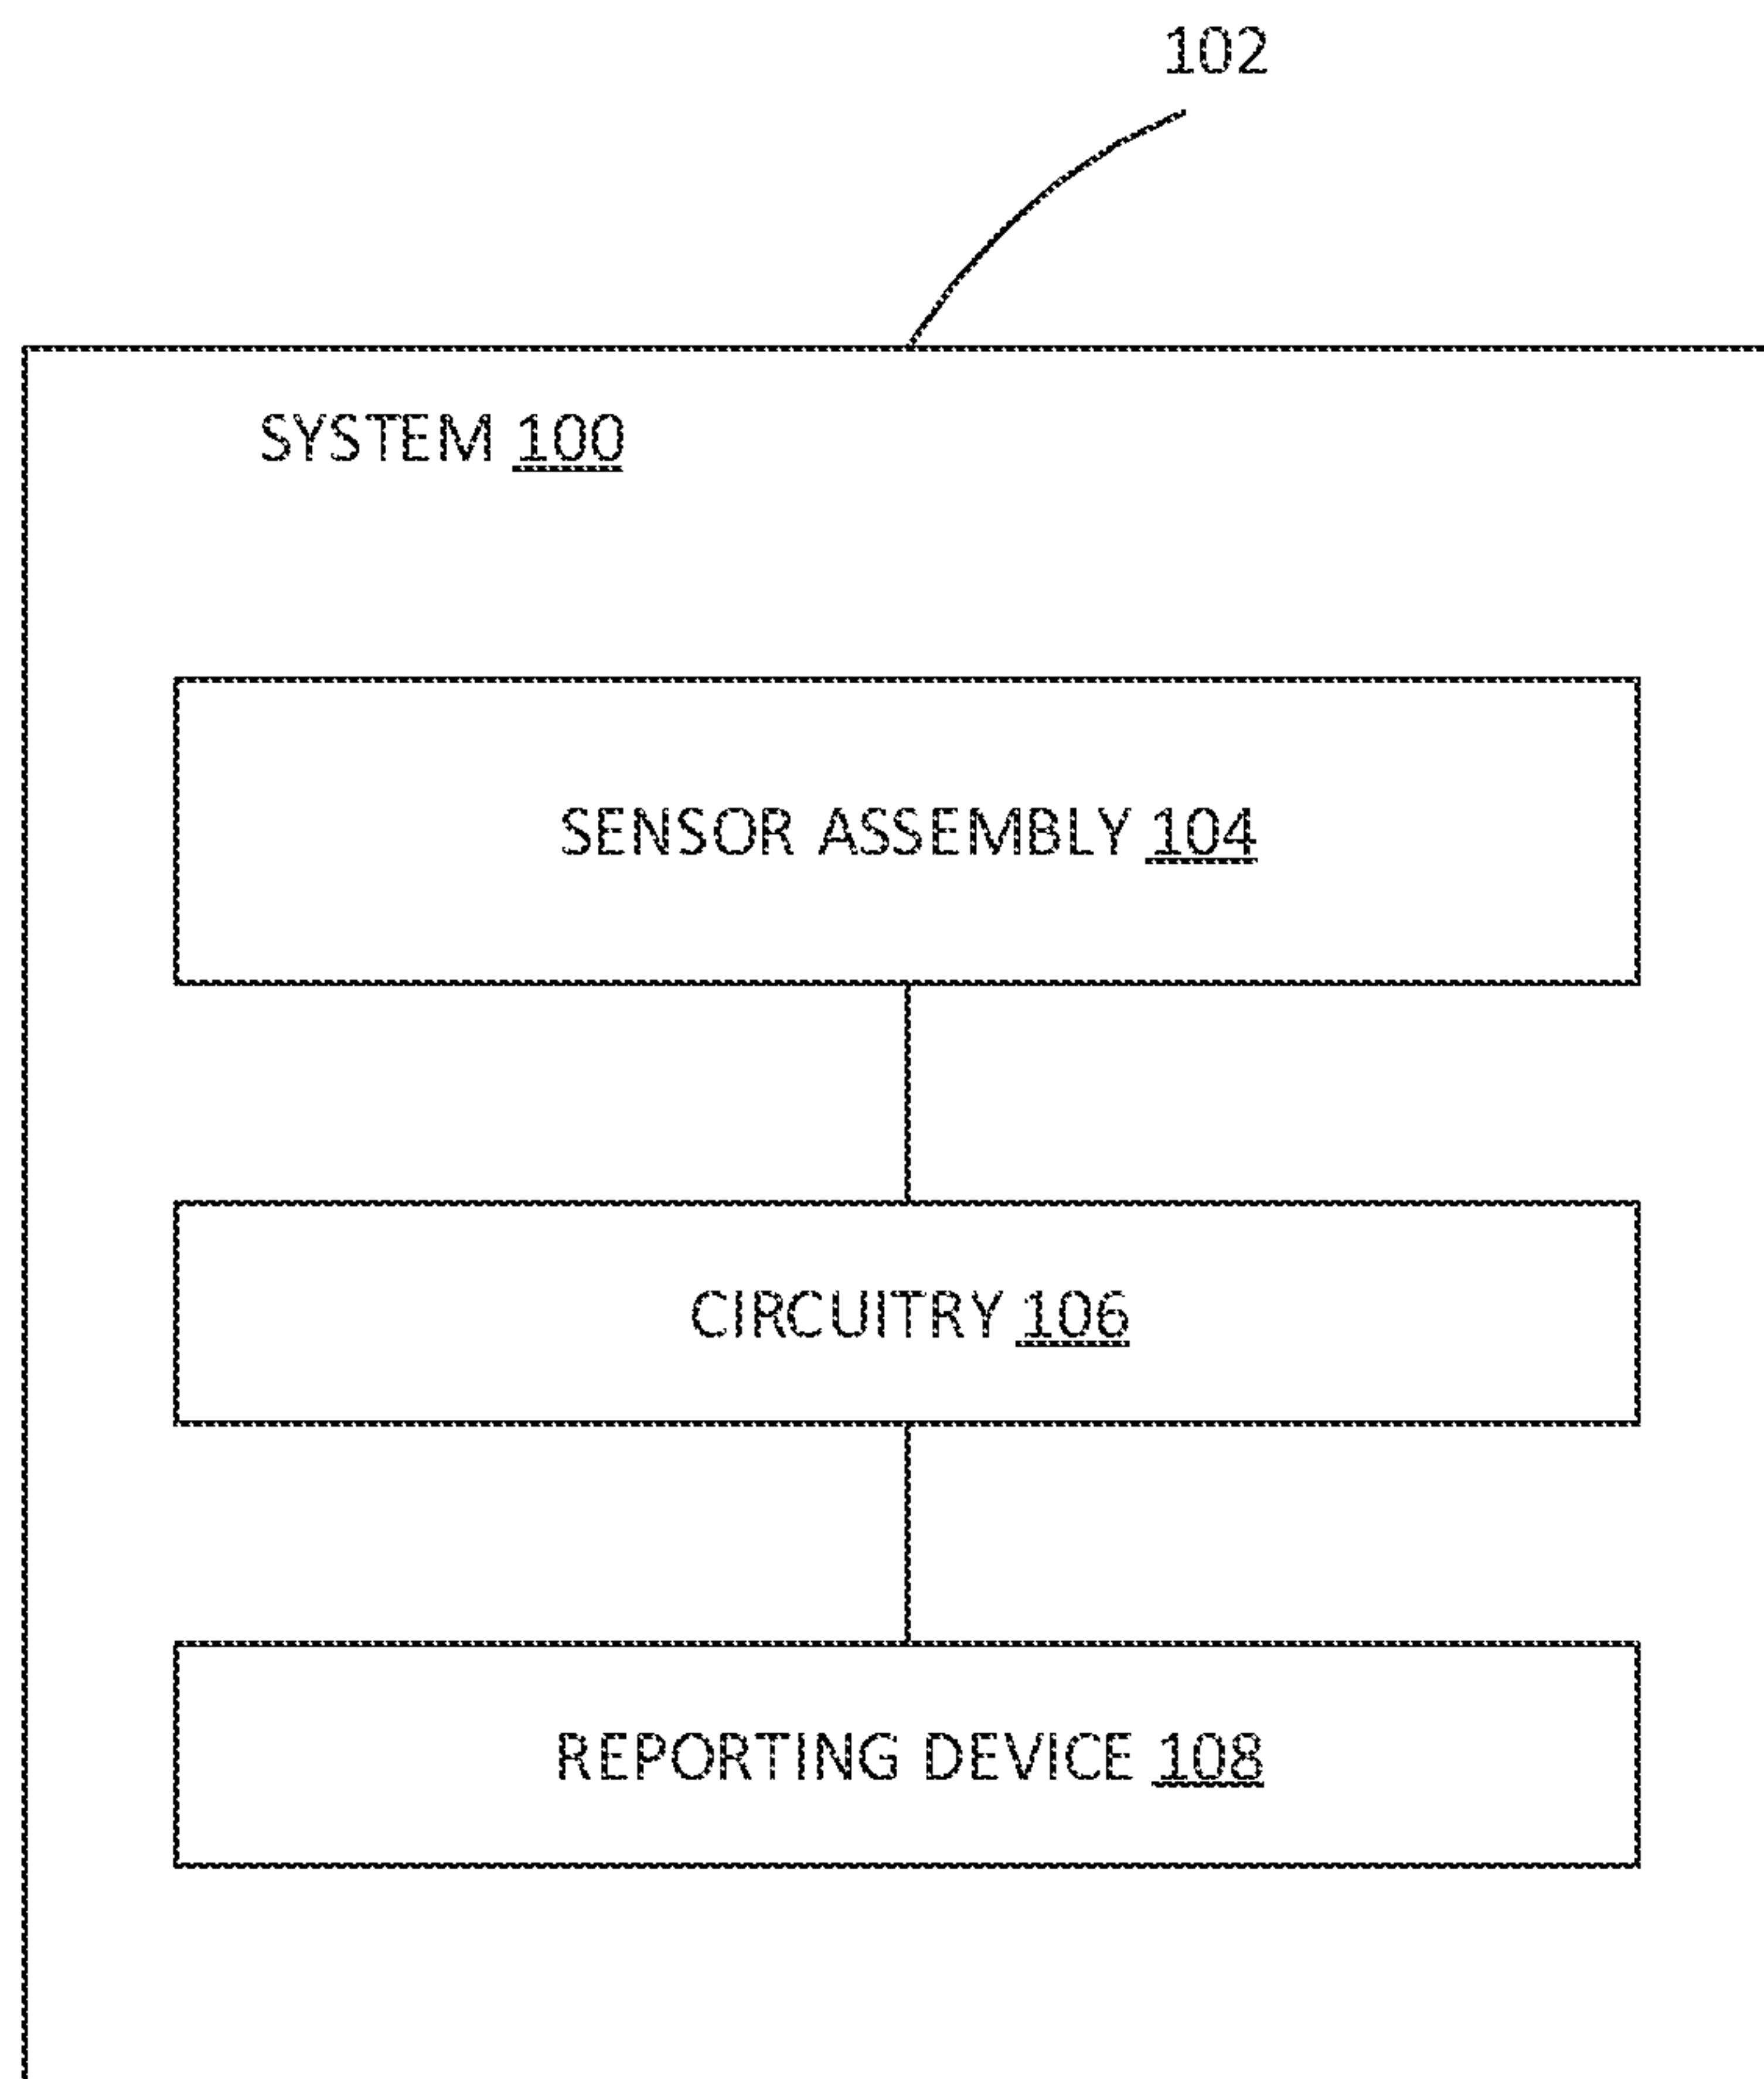 102
SYSTEM 100
SENSOR ASSEMBLY 104
CIRCUITRY 106
REPORTING DEVICE 108